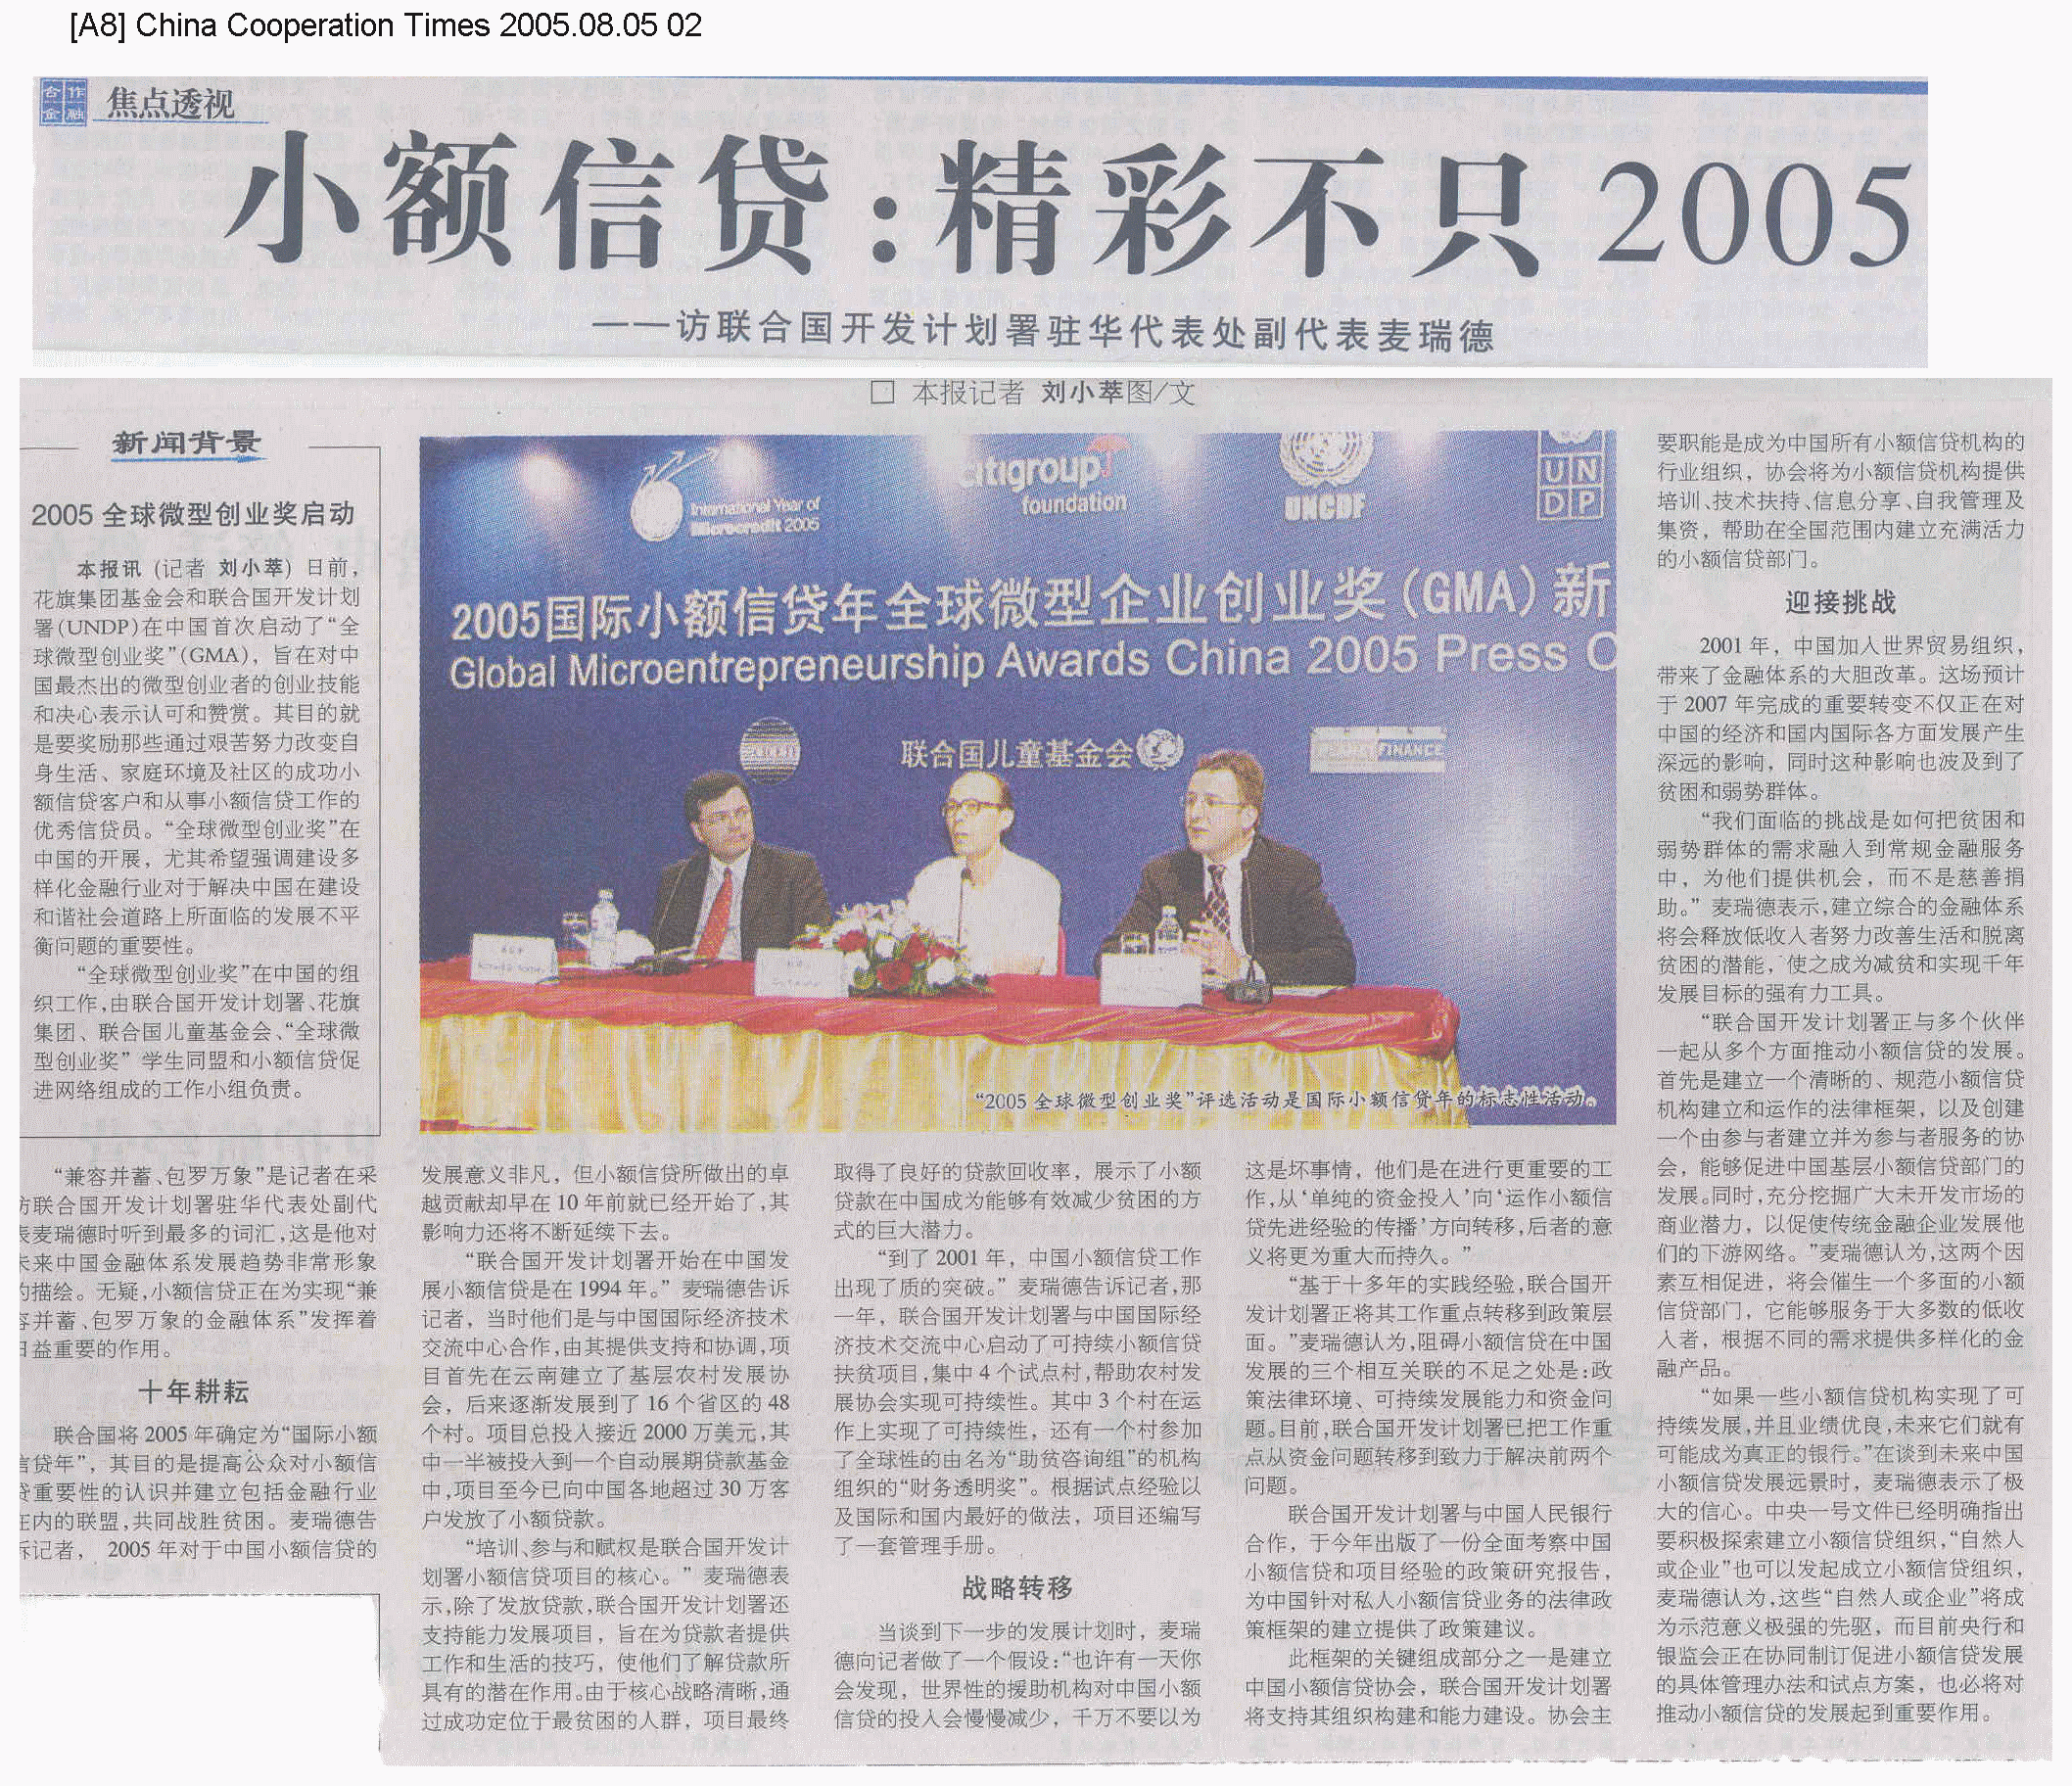 [A8] China Cooperation Times 2005.08.05 02
合作
金融
焦点透视
小额信贷：精彩不只2005
——访联合国开发计划署驻华代表处副代表麦瑞德
□ 本报记者 刘小萃图/文
新闻背景
2005全球微型创业奖启动
本报讯（记者 刘小萃）日前，
花旗集团基金会和联合国开发计划
署(UNDP)在中国首次启动了“全
球微型创业奖”(GMA)，旨在对中
国最杰出的微型创业者的创业技能
和决心表示认可和赞赏。其目的就
是要奖励那些通过艰苦努力改变自
身生活、家庭环境及社区的成功小
额信贷客户和从事小额信贷工作的
优秀信贷员。“全球微型创业奖”在
中国的开展，尤其希望强调建设多
样化金融行业对于解决中国在建设
和谐社会道路上所面临的发展不平
衡问题的重要性。
“全球微型创业奖”在中国的组
织工作,由联合国开发计划署、花旗
集团、联合国儿童基金会、“全球微
型创业奖”学生同盟和小额信贷促
进网络组成的工作小组负责。
International Year of
Microcredit 2005
citigroup
foundation
UNCDF
UN
DP
2005国际小额信贷年全球微型企业创业奖(GMA)新
Global Microentrepreneurship Awards China 2005 Press C
联合国儿童基金会
FINANCE
“2005全球微型创业奖”评选活动是国际小额信贷年的标志性活动。
“兼容并蓄、包罗万象”是记者在采
访联合国开发计划署驻华代表处副代
表麦瑞德时听到最多的词汇,这是他对
未来中国金融体系发展趋势非常形象
的描绘。无疑,小额信贷正在为实现“兼
容并蓄、包罗万象的金融体系”发挥着
日益重要的作用。
十年耕耘
联合国将2005年确定为“国际小额
信贷年”，其目的是提高公众对小额信
贷重要性的认识并建立包括金融行业
在内的联盟,共同战胜贫困。麦瑞德告
诉记者，2005年对于中国小额信贷的
发展意义非凡，但小额信贷所做出的卓
越贡献却早在10年前就已经开始了,其
影响力还将不断延续下去。
“联合国开发计划署开始在中国发
展小额信贷是在1994年。”麦瑞德告诉
记者，当时他们是与中国国际经济技术
交流中心合作,由其提供支持和协调,项
目首先在云南建立了基层农村发展协
会，后来逐渐发展到了16个省区的48
个村。项目总投入接近2000万美元,其
中一半被投入到一个自动展期贷款基金
中,项目至今已向中国各地超过30万客
户发放了小额贷款。
“培训、参与和赋权是联合国开发计
划署小额信贷项目的核心。”麦瑞德表
示,除了发放贷款,联合国开发计划署还
支持能力发展项目，旨在为贷款者提供
工作和生活的技巧，使他们了解贷款所
具有的潜在作用。由于核心战略清晰,通
过成功定位于最贫困的人群，项目最终
取得了良好的贷款回收率，展示了小额
贷款在中国成为能够有效减少贫困的方
式的巨大潜力。
“到了2001年，中国小额信贷工作
出现了质的突破。”麦瑞德告诉记者,那
一年，联合国开发计划署与中国国际经
济技术交流中心启动了可持续小额信贷
扶贫项目,集中4个试点村,帮助农村发
展协会实现可持续性。其中3个村在运
作上实现了可持续性，还有一个村参加
了全球性的由名为“助贫咨询组”的机构
组织的“财务透明奖”。根据试点经验以
及国际和国内最好的做法，项目还编写
了一套管理手册。
战略转移
当谈到下一步的发展计划时，麦瑞
德向记者做了一个假设:“也许有一天你
会发现，世界性的援助机构对中国小额
信贷的投入会慢慢减少，千万不要以为
这是坏事情，他们是在进行更重要的工
作,从‘单纯的资金投入’向‘运作小额信
贷先进经验的传播’方向转移,后者的意
义将更为重大而持久。”
“基于十多年的实践经验,联合国开
发计划署正将其工作重点转移到政策层
面。”麦瑞德认为,阻碍小额信贷在中国
发展的三个相互关联的不足之处是:政
策法律环境、可持续发展能力和资金问
题。目前,联合国开发计划署已把工作重
点从资金问题转移到致力于解决前两个
问题。
联合国开发计划署与中国人民银行
合作，于今年出版了一份全面考察中国
小额信贷和项目经验的政策研究报告，
为中国针对私人小额信贷业务的法律政
策框架的建立提供了政策建议。
此框架的关键组成部分之一是建立
中国小额信贷协会，联合国开发计划署
将支持其组织构建和能力建设。协会主
要职能是成为中国所有小额信贷机构的
行业组织，协会将为小额信贷机构提供
培训、技术扶持、信息分享、自我管理及
集资，帮助在全国范围内建立充满活力
的小额信贷部门。
迎接挑战
2001年，中国加入世界贸易组织，
带来了金融体系的大胆改革。这场预计
于2007年完成的重要转变不仅正在对
中国的经济和国内国际各方面发展产生
深远的影响，同时这种影响也波及到了
贫困和弱势群体。
“我们面临的挑战是如何把贫困和
弱势群体的需求融入到常规金融服务
中，为他们提供机会，而不是慈善捐
助。”麦瑞德表示,建立综合的金融体系
将会释放低收入者努力改善生活和脱离
贫困的潜能，使之成为减贫和实现千年
发展目标的强有力工具。
“联合国开发计划署正与多个伙伴
一起从多个方面推动小额信贷的发展。
首先是建立一个清晰的、规范小额信贷
机构建立和运作的法律框架，以及创建
一个由参与者建立并为参与者服务的协
会，能够促进中国基层小额信贷部门的
发展。同时,充分挖掘广大未开发市场的
商业潜力，以促使传统金融企业发展他
们的下游网络。”麦瑞德认为,这两个因
素互相促进，将会催生一个多面的小额
信贷部门，它能够服务于大多数的低收
入者，根据不同的需求提供多样化的金
融产品。
“如果一些小额信贷机构实现了可
持续发展,并且业绩优良,未来它们就有
可能成为真正的银行。”在谈到未来中国
小额信贷发展远景时，麦瑞德表示了极
大的信心。中央一号文件已经明确指出
要积极探索建立小额信贷组织,“自然人
或企业”也可以发起成立小额信贷组织，
麦瑞德认为,这些“自然人或企业”将成
为示范意义极强的先驱，而目前央行和
银监会正在协同制订促进小额信贷发展
的具体管理办法和试点方案，也必将对
推动小额信贷的发展起到重要作用。